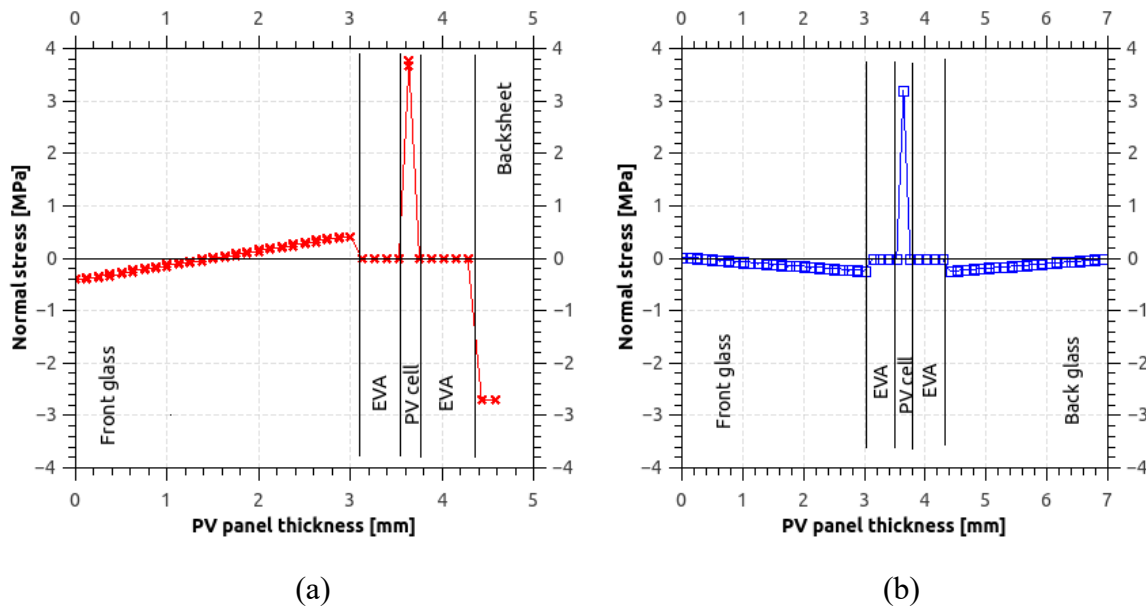 0 1 2 3 4 5
4 3 2 1 0 −1 −2 −3 −4
Normal stress [MPa]
Front glass
EVA
PV cell
EVA
Backsheet
4 3 2 1 0 −1 −2 −3 −4
0 1 2 3 4 5
PV panel thickness [mm]
(a)
0 1 2 3 4 5 6 7
4 3 2 1 0 −1 −2 −3 −4
Normal stress [MPa]
Front glass
EVA
PV cell
EVA
Back glass
4 3 2 1 0 −1 −2 −3 −4
0 1 2 3 4 5 6 7
PV panel thickness [mm]
(b)